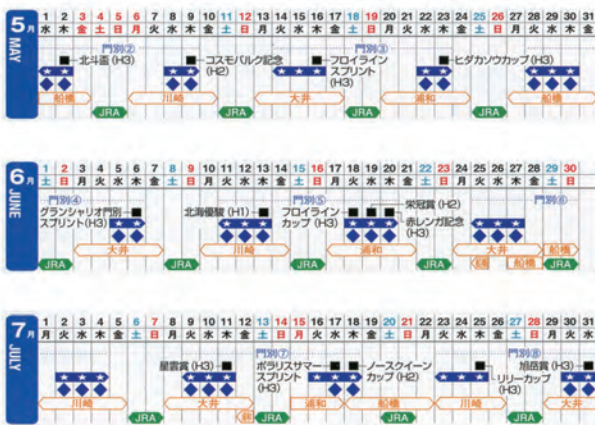 5月 MAY
1 2 3 4 5 6 7 8 9 10 11 12 13 14 15 16 17 18 19 20 21 22 23 24 25 26 27 28 29 30 31
水 木 金 土 日 月 火 水 木 金 土 日 月 火 水 木 金 土 日 月 火 水 木 金 土 日 月 火 水 木 金
門別② 門別③
北斗盃(H3)
コスモバルク記念
(H2)
フロイライン
スプリント
(H3)
ヒダカソウカップ(H3)
船橋 川崎 大井 浦和 船橋
JRA JRA JRA JRA
6月 JUNE
1 2 3 4 5 6 7 8 9 10 11 12 13 14 15 16 17 18 19 20 21 22 23 24 25 26 27 28 29 30
土 日 月 火 水 木 金 土 日 月 火 水 木 金 土 日 月 火 水 木 金 土 日 月 火 水 木 金 土 日
門別④ 門別⑤ 門別⑥
グランシャリオ門別
スプリント(H3)
北海優駿(H1)
フロイライン
カップ(H3)
栄冠賞(H2)
赤レンガ記念
(H3)
大井 川崎 浦和 大井 船橋
船橋
JRA JRA JRA JRA JRA
7月 JULY
1 2 3 4 5 6 7 8 9 10 11 12 13 14 15 16 17 18 19 20 21 22 23 24 25 26 27 28 29 30 31
月 火 水 木 金 土 日 月 火 水 木 金 土 日 月 火 水 木 金 土 日 月 火 水 木 金 土 日 月 火 水
門別⑦ 門別⑧
星雲賞(H3)
ポラリスサマー
スプリント
(H3)
ノースクイーン
カップ(H2)
リリーカップ
(H3)
旭岳賞(H3)
川崎 大井 浦和 船橋 川崎 大井
JRA JRA JRA JRA